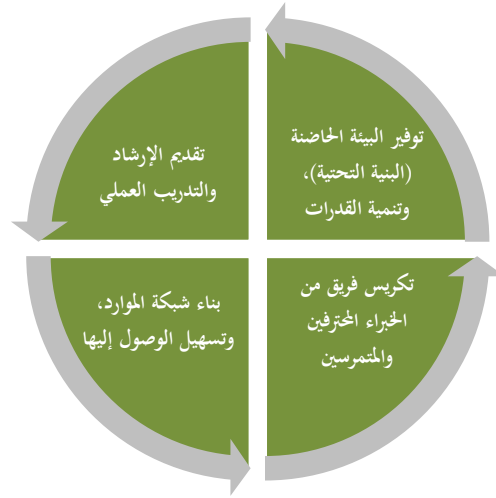 توفير البيئة الحاضنة
(البنية التحتية)،
وتنمية القدرات
تقديم الإرشاد
والتدريب العملي
بناء شبكة الموارد،
وتسهيل الوصول إليها
تكريس فريق من
الخبراء المحترفين
والمتمرسين